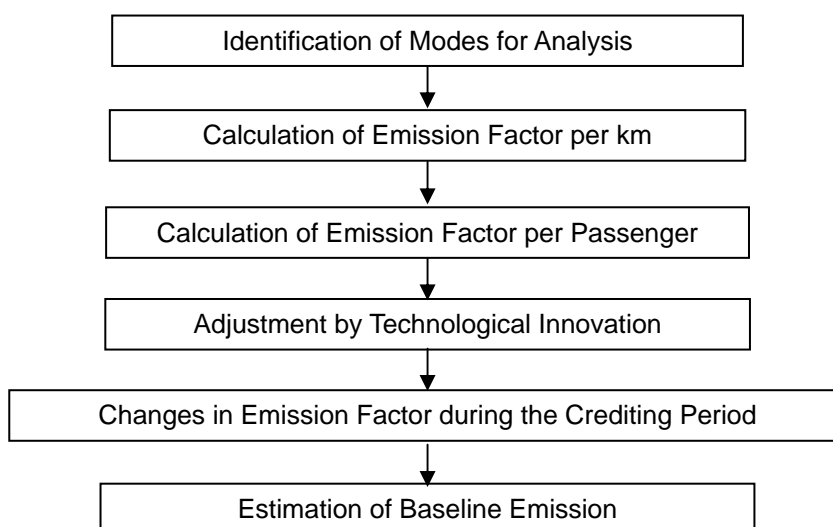 Identification of Modes for Analysis
Calculation of Emission Factor per km
Calculation of Emission Factor per Passenger
Adjustment by Technological Innovation
Changes in Emission Factor during the Crediting Period
Estimation of Baseline Emission